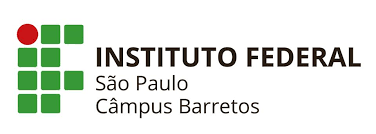 INSTITUTO FEDERAL
São Paulo
Câmpus Barretos